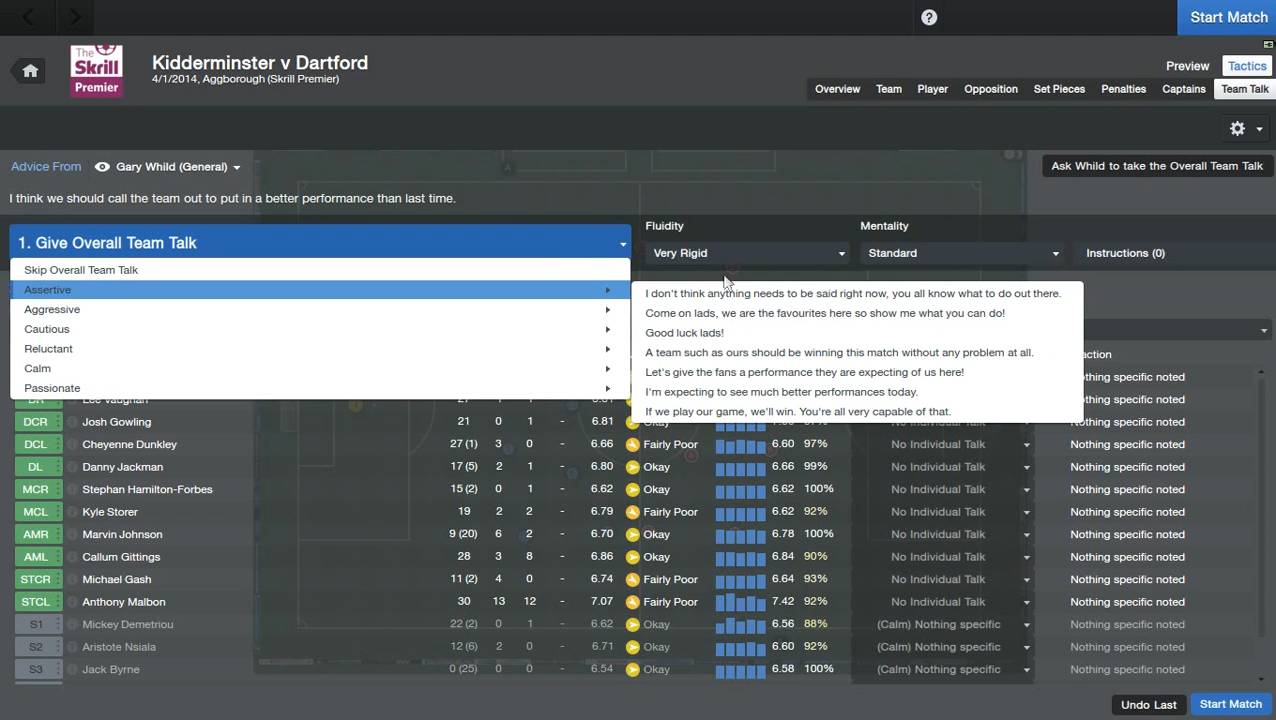 Start Match
The Skrill Premier
Kidderminster v Dartford
4/1/2014, Aggborough (Skrill Premier)
Preview Tactics
Overview Team Player Opposition Set Pieces Penalties Captains Team Talk
Advice From Gary Whild (General)
Ask Whild to take the Overall Team Talk
I think we should call the team out to put in a better performance than last time.
Fluidity Mentality
1. Give Overall Team Talk
Very Rigid Standard Instructions (0)
Skip Overall Team Talk
Assertive
Aggressive
Cautious
Reluctant
Calm
Passionate
I don't think anything needs to be said right now, you all know what to do out there.
Come on lads, we are the favourites here so show me what you can do!
Good luck lads!
A team such as ours should be winning this match without any problem at all.
Let's give the fans a performance they are expecting of us here!
I'm expecting to see much better performances today.
If we play our game, we'll win. You're all very capable of that.
DCR Josh Gowling 21 0 1 - 6.81 Nothing specific noted
DCL Cheyenne Dunkley 27 (1) 3 0 - 6.66 Fairly Poor 6.60 97% No Individual Talk Nothing specific noted
DL Danny Jackman 17 (5) 2 1 - 6.80 Okay 6.66 99% No Individual Talk Nothing specific noted
MCR Stephan Hamilton-Forbes 15 (2) 0 1 - 6.62 Okay 6.62 100% No Individual Talk Nothing specific noted
MCL Kyle Storer 19 2 2 - 6.79 Fairly Poor 6.62 92% No Individual Talk Nothing specific noted
AMR Marvin Johnson 9 (20) 6 2 - 6.70 Okay 6.78 100% No Individual Talk Nothing specific noted
AML Callum Gittings 28 3 8 - 6.86 Okay 6.84 90% No Individual Talk Nothing specific noted
STCR Michael Gash 11 (2) 4 0 - 6.74 Fairly Poor 6.64 93% No Individual Talk Nothing specific noted
STCL Anthony Malbon 30 13 12 - 7.07 Fairly Poor 7.42 92% No Individual Talk Nothing specific noted
S1 Mickey Demetriou 22 (2) 0 1 - 6.62 Okay 6.56 88% (Calm) Nothing specific Nothing specific noted
S2 Aristote Nsiala 12 (6) 2 0 - 6.71 Okay 6.60 92% (Calm) Nothing specific Nothing specific noted
S3 Jack Byrne 0 (25) 0 0 - 6.54 Okay 6.58 100% (Calm) Nothing specific Nothing specific noted
Undo Last Start Match